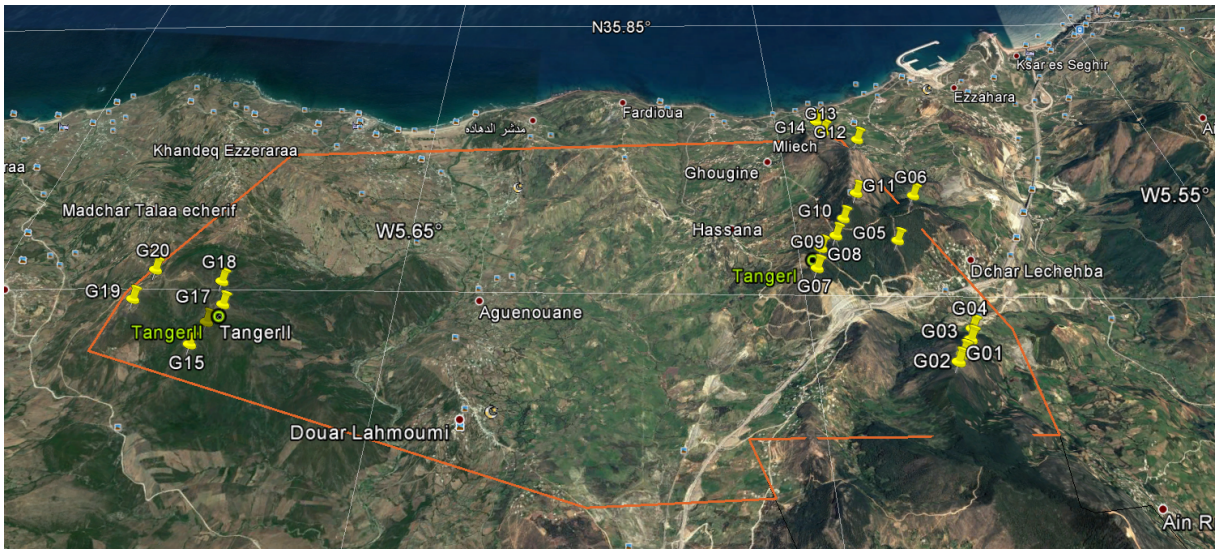 N35.85°
Ksar es Seghir
Ezzahara
Fardioua
مدشر الدهاده
G13
G14
G12
Mliech
Khandeq Ezzeraraa
raa
Ghougine
G06
W5.55°
G11
Madchar Talaa echerif
G10
W5.65°
Hassana
G05
G09
G20
G18
G08
TangerI
Dchar Lechehba
G07
G19
G17
Aguenouane
G04
TangerII
TangerII
G03
G15
G02
G01
Douar Lahmoumi
Ain R